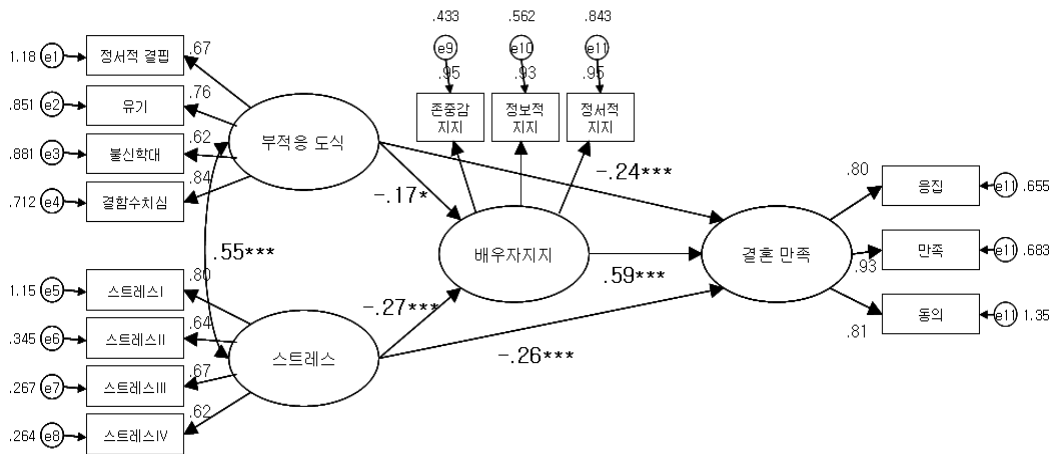 .433 .562 .843
e9 e10 e11
.95 .93 .95
존중감 지지
정보적 지지
정서적 지지
1.18 e1 정서적 결핍 .67
.851 e2 유기 .76
.881 e3 불신학대 .62
.712 e4 결함수치심 .84
부적응 도식
.55***
-.17*
-.24***
배우자지지
.59***
결혼 만족
.80 응집 e11 .655
.93 만족 e11 .683
.81 동의 e11 1.35
-.27***
-.26***
1.15 e5 스트레스I .80
.345 e6 스트레스II .64
.267 e7 스트레스III .67
.264 e8 스트레스IV .62
스트레스